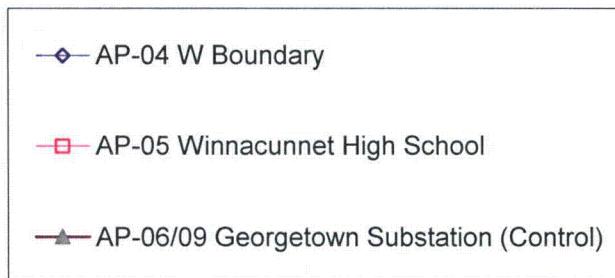 AP-04 W Boundary
AP-05 Winnacunnet High School
AP-06/09 Georgetown Substation (Control)